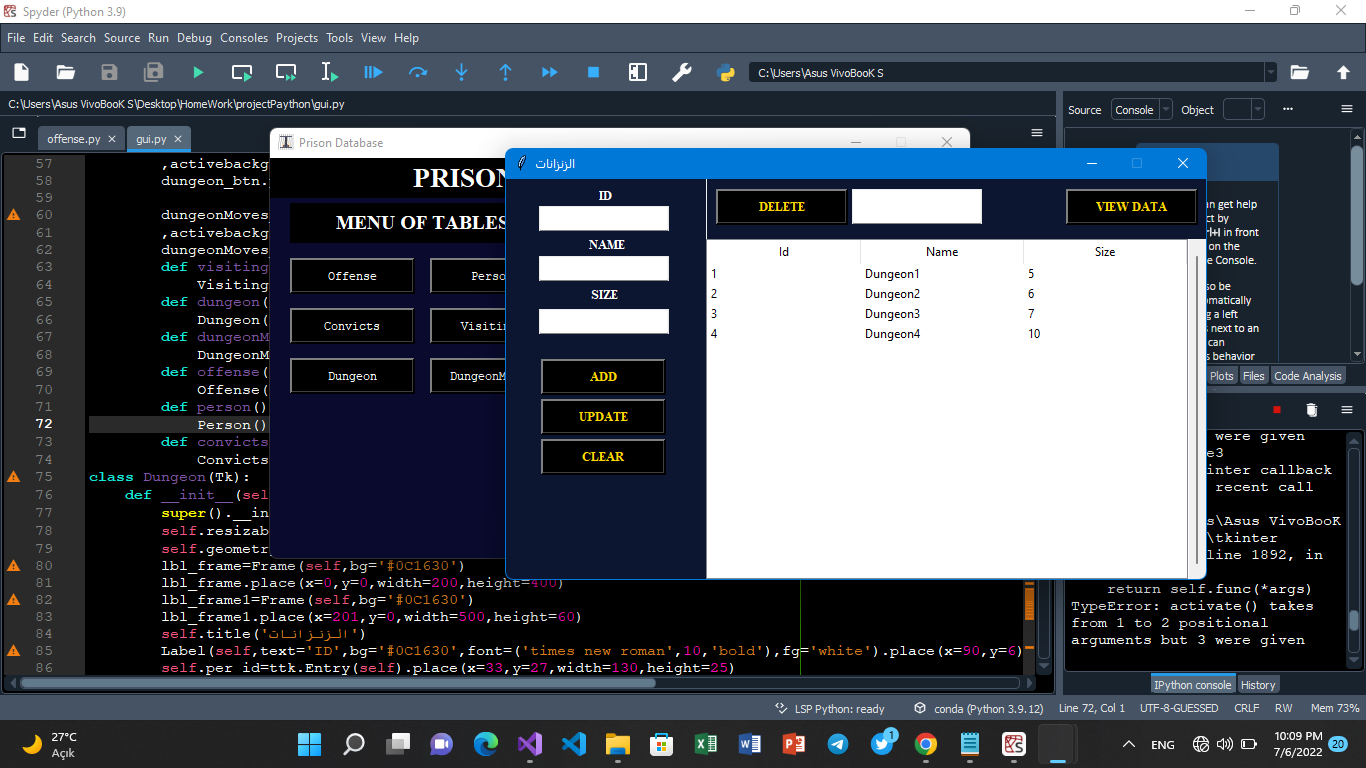 Spyder (Python 3.9)
File Edit Search Source Run Debug Consoles Projects Tools View Help
C:\Users\Asus VivoBooK S
C:\Users\Asus VivoBooK S\Desktop\HomeWork\projectPaython\gui.py
Source Console Object
offense.py gui.py
Prison Database
الزنزانات
57 ,activebackg
58 dungeon_btn.
59
60 dungeonMoves
61 ,activebackg
62 dungeonMoves
63 def visiting
64 Visiting
65 def dungeon(
66 Dungeon(
67 def dungeonM
68 DungeonM
69 def offense(
70 Offense(
71 def person()
72 Person()
73 def convicts
74 Convicts
75 class Dungeon(Tk):
76 def __init__(sel
77 super().__in
78 self.resizab
79 self.geometr
80 lbl_frame=Frame(self,bg='#0C1630')
81 lbl_frame.place(x=0,y=0,width=200,height=400)
82 lbl_frame1=Frame(self,bg='#0C1630')
83 lbl_frame1.place(x=201,y=0,width=500,height=60)
84 self.title('الزنزانات')
85 Label(self,text='ID',bg='#0C1630',font=('times new roman',10,'bold'),fg='white').place(x=90,y=6)
86 self.per_id=ttk.Entry(self).place(x=33,y=27,width=130,height=25)
PRISON
MENU OF TABLES
Offense Perso
Convicts Visitin
Dungeon DungeonM
ID
NAME
SIZE
ADD
UPDATE
CLEAR
DELETE VIEW DATA
Id Name Size
1 Dungeon1 5
2 Dungeon2 6
3 Dungeon3 7
4 Dungeon4 10
n get help
ct by
rl+I in front
on the
e Console.
so be
omatically
g a left
s next to an
can
s behavior
Plots Files Code Analysis
were given
e3
inter callback
recent call
s\Asus VivoBooK
\tkinter
line 1892, in
return self.func(*args)
TypeError: activate() takes
from 1 to 2 positional
arguments but 3 were given
IPython console History
LSP Python: ready conda (Python 3.9.12) Line 72, Col 1 UTF-8-GUESSED CRLF RW Mem 73%
27°C
Açık
1
ENG
10:09 PM
7/6/2022
20